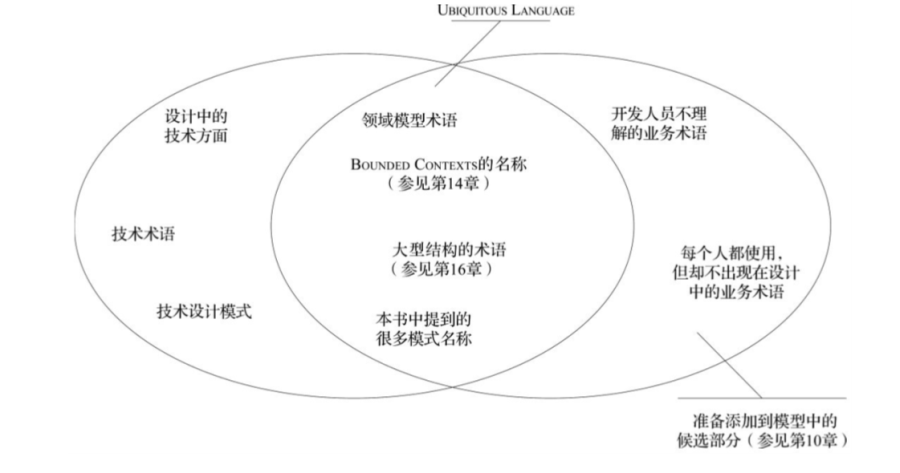 UBIQUITOUS LANGUAGE
设计中的
技术方面
技术术语
技术设计模式
领域模型术语
BOUNDED CONTEXTS的名称
（参见第14章）
大型结构的术语
（参见第16章）
本书中提到的
很多模式名称
开发人员不理
解的业务术语
每个人都使用，
但却不出现在设计
中的业务术语
准备添加到模型中的
候选部分（参见第10章）